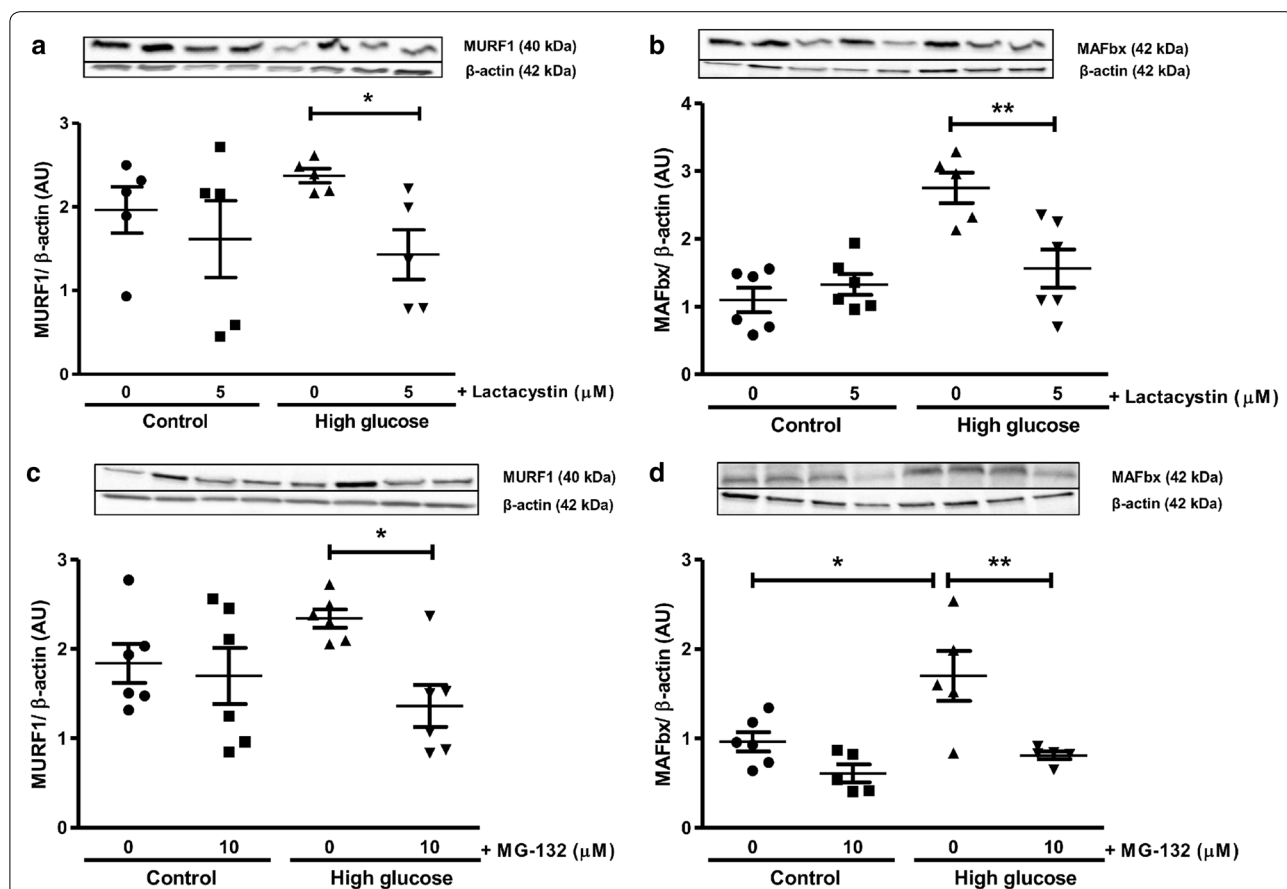 a
MURF1 (40 kDa)
β-actin (42 kDa)
*
3
2
1
0
MURF1/ β-actin (AU)
0 5 0 5 + Lactacystin (μM)
Control High glucose
b
MAFbx (42 kDa)
β-actin (42 kDa)
**
4
3
2
1
0
MAFbx/ β-actin (AU)
0 5 0 5 + Lactacystin (μM)
Control High glucose
c
MURF1 (40 kDa)
β-actin (42 kDa)
*
3
2
1
0
MURF1/ β-actin (AU)
0 10 0 10 + MG-132 (μM)
Control High glucose
d
MAFbx (42 kDa)
β-actin (42 kDa)
* **
3
2
1
0
MAFbx/ β-actin (AU)
0 10 0 10 + MG-132 (μM)
Control High glucose